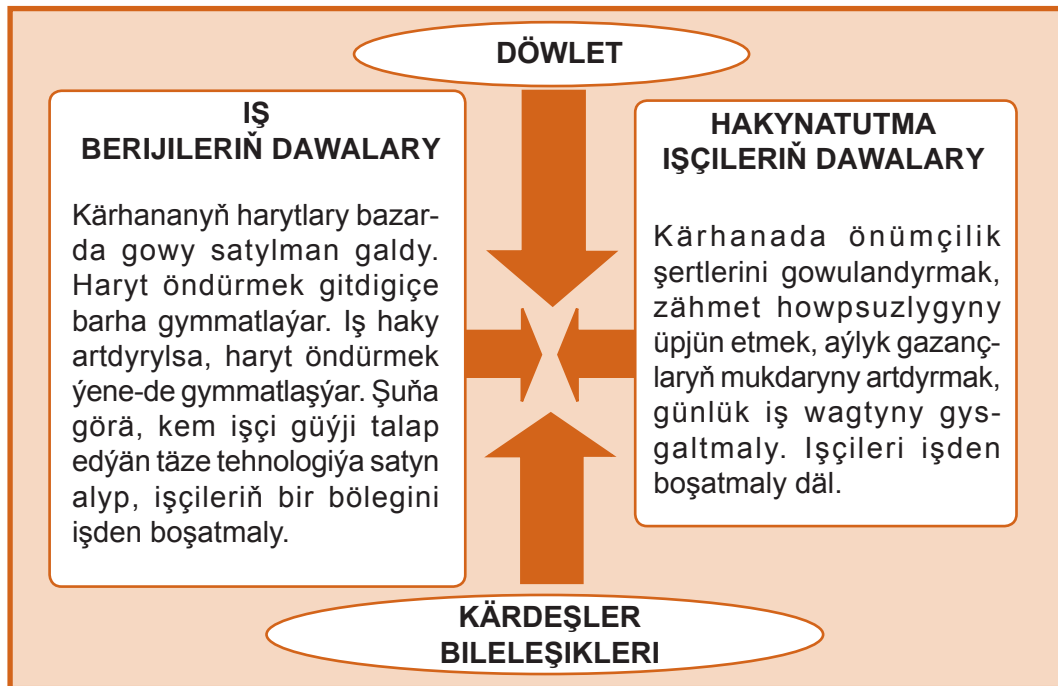 DÖWLET
IŞ
BERIJILERIŇ DAWALARY
Kärhananyň harytlary bazar-
da gowy satylman galdy.
Haryt öndürmek gitdigiçe
barha gymmatlaýar. Iş haky
artdyrylsa, haryt öndürmek
ýene-de gymmatlaşýar. Şuňa
görä, kem işçi güýji talap
edýän täze tehnologiýa satyn
alyp, işçileriň bir bölegini
işden boşatmaly.
HAKYNATUTMA
IŞÇILERIŇ DAWALARY
Kärhanada önümçilik
şertlerini gowulandyrmak,
zähmet howpsuzlygyny
üpjün etmek, aýlyk gazanç-
laryň mukdaryny artdyrmak,
günlük iş wagtyny gys-
galtmaly. Işçileri işden
boşatmaly däl.
KÄRDEŞLER
BILELEŞIKLERI